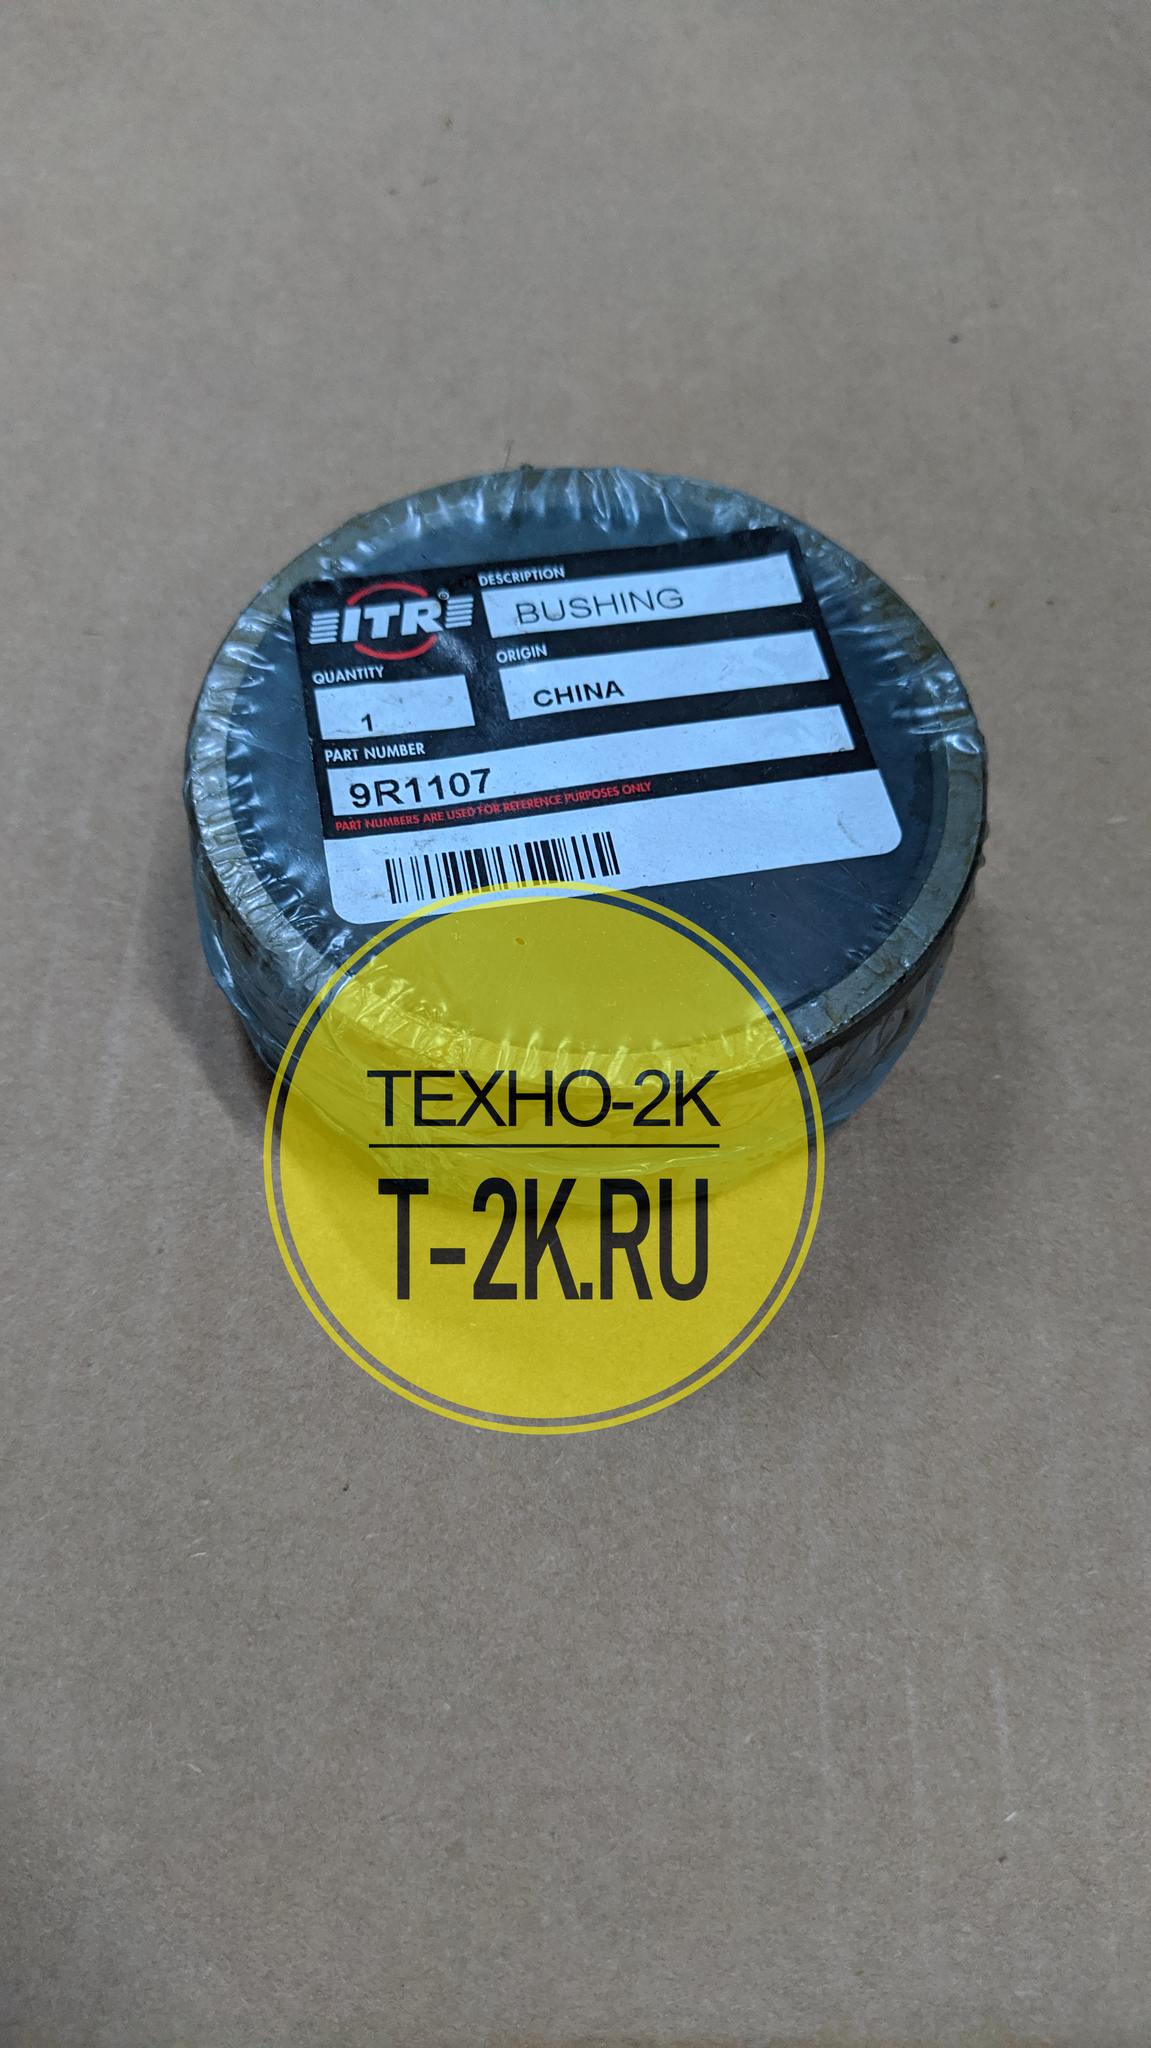 ITR®
DESCRIPTION
BUSHING
QUANTITY
1
ORIGIN
CHINA
PART NUMBER
9R1107
PART NUMBERS ARE USED FOR REFERENCE PURPOSES ONLY
ТЕХНО-2К
T-2K.RU